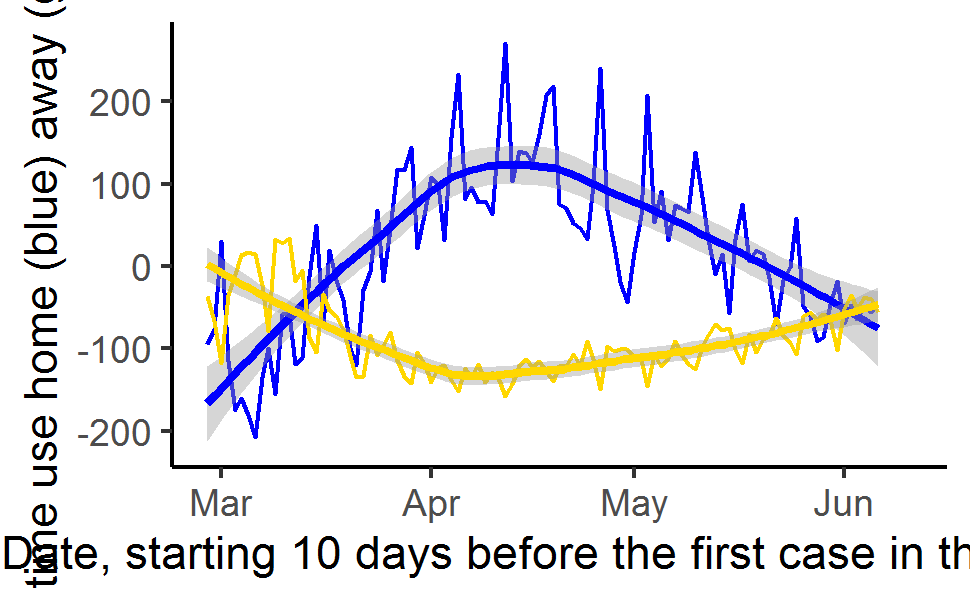 time use home (blue) away (
200
100
0
-100
-200
Mar Apr May Jun
Date, starting 10 days before the first case in th